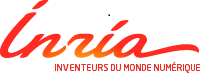 Inria
INVENTEURS DU MONDE NUMÉRIQUE